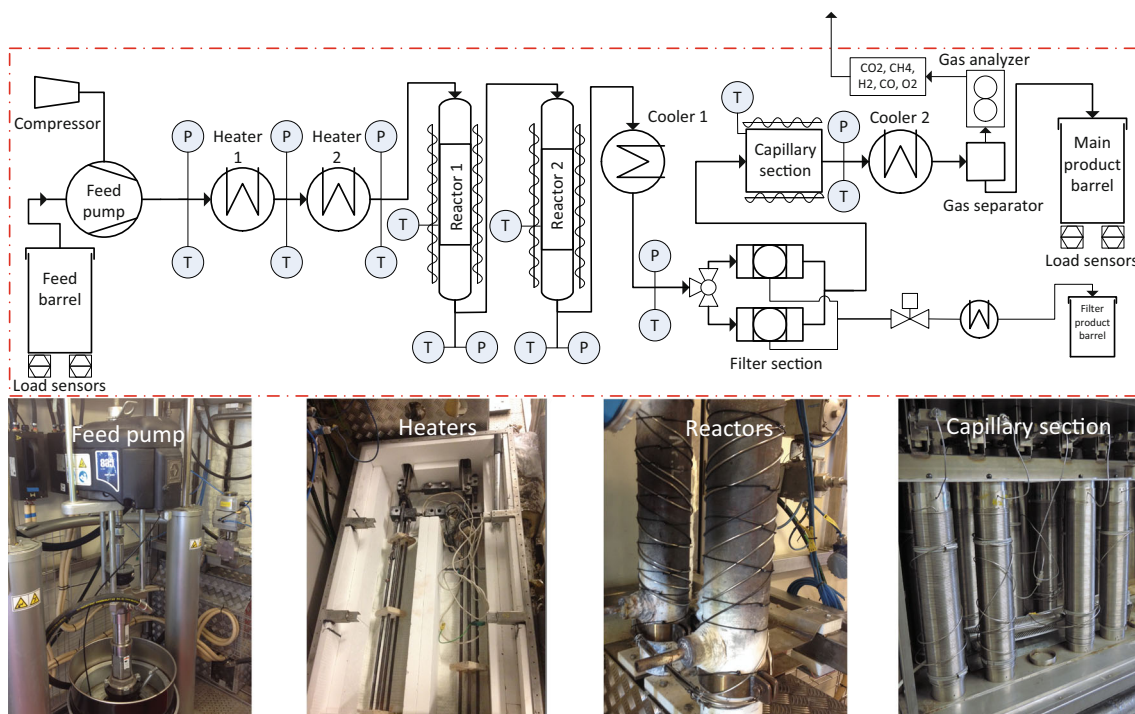 Compressor
Feed
pump
Feed
barrel
Load sensors
P
T
Heater
1
P
T
Heater
2
P
T
T
Reactor 1
T
P
T
Reactor 2
T
P
Cooler 1
P
T
Filter section
T
Capillary
section
P
T
Cooler 2
CO2, CH4,
H2, CO, O2
Gas analyzer
Gas separator
Main
product
barrel
Load sensors
Filter
product
barrel
Feed pump
Heaters
Reactors
Capillary section